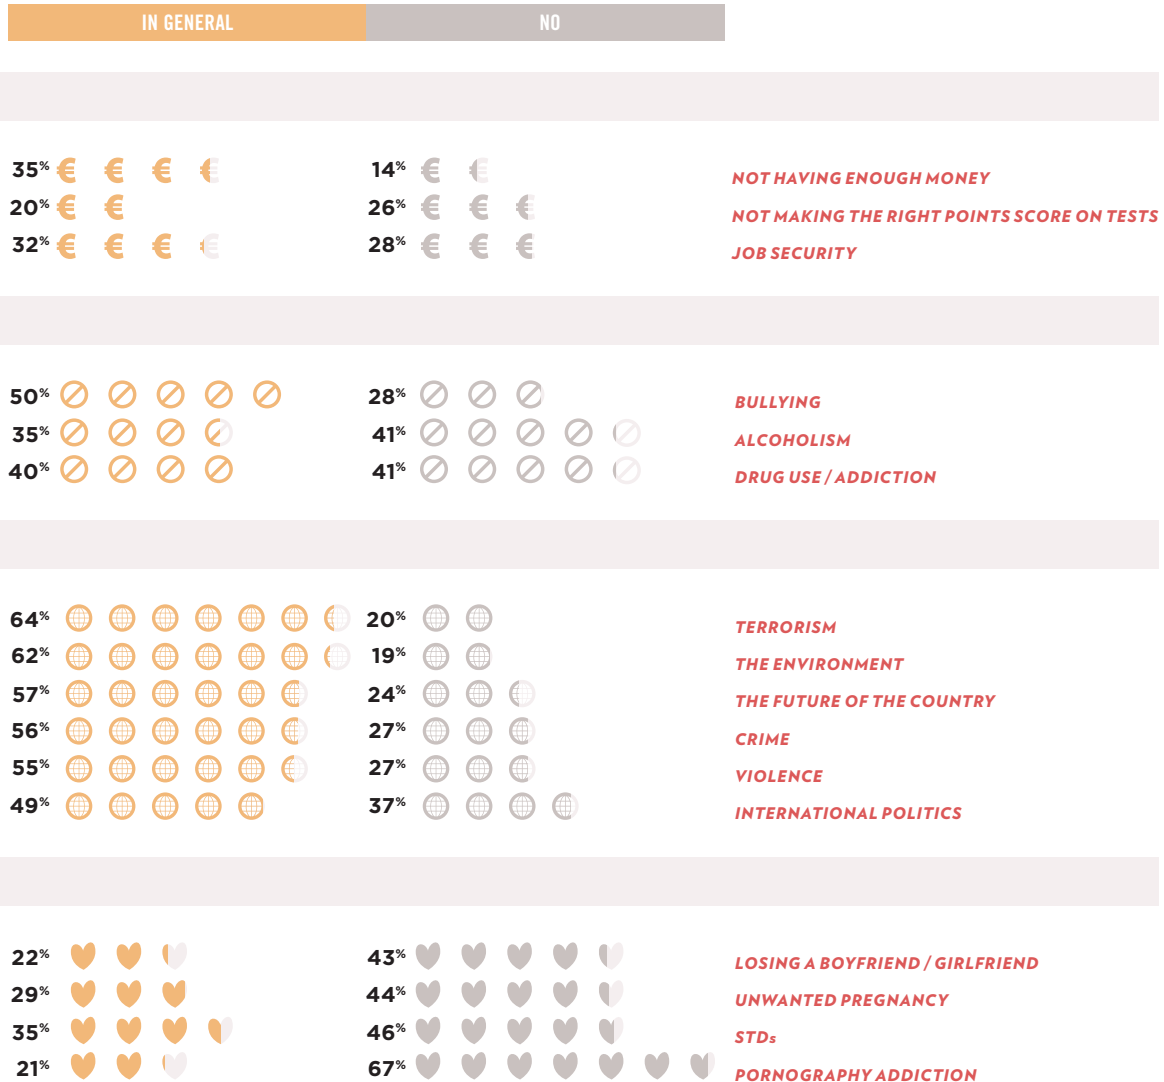 IN GENERAL NO
35% 14% NOT HAVING ENOUGH MONEY
20% 26% NOT MAKING THE RIGHT POINTS SCORE ON TESTS
32% 28% JOB SECURITY
50% 28% BULLYING
35% 41% ALCOHOLISM
40% 41% DRUG USE / ADDICTION
64% 20% TERRORISM
62% 19% THE ENVIRONMENT
57% 24% THE FUTURE OF THE COUNTRY
56% 27% CRIME
55% 27% VIOLENCE
49% 37% INTERNATIONAL POLITICS
22% 43% LOSING A BOYFRIEND / GIRLFRIEND
29% 44% UNWANTED PREGNANCY
35% 46% STDs
21% 67% PORNOGRAPHY ADDICTION